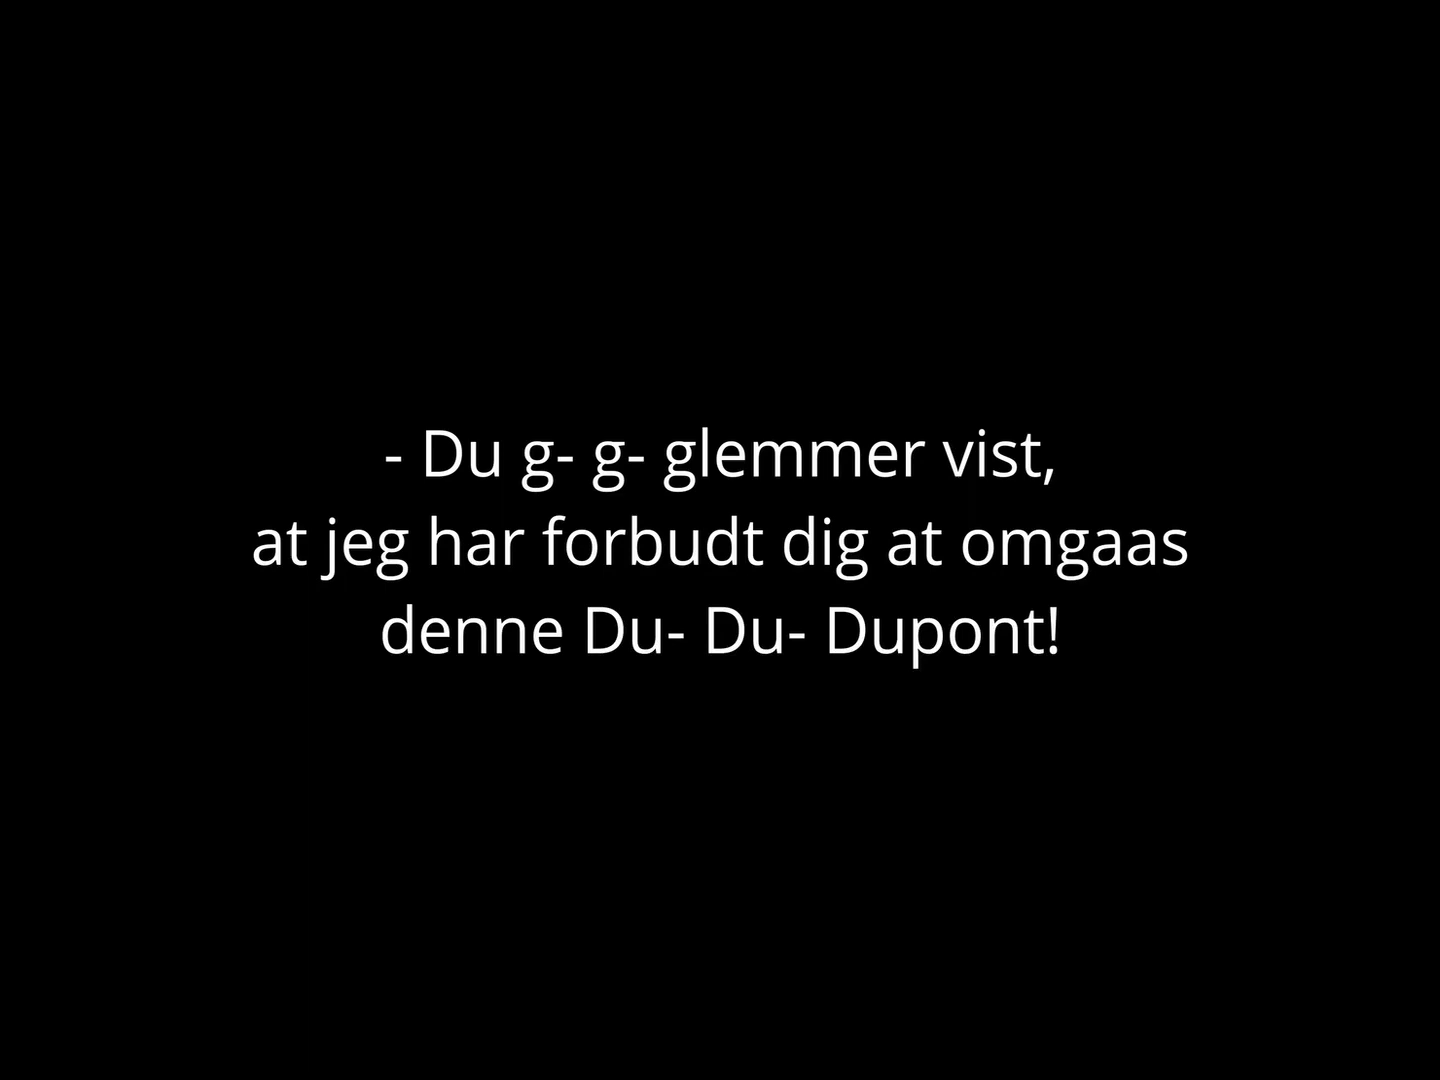 - Du g- g- glemmer vist,
at jeg har forbudt dig at omgaas
denne Du- Du- Dupont!